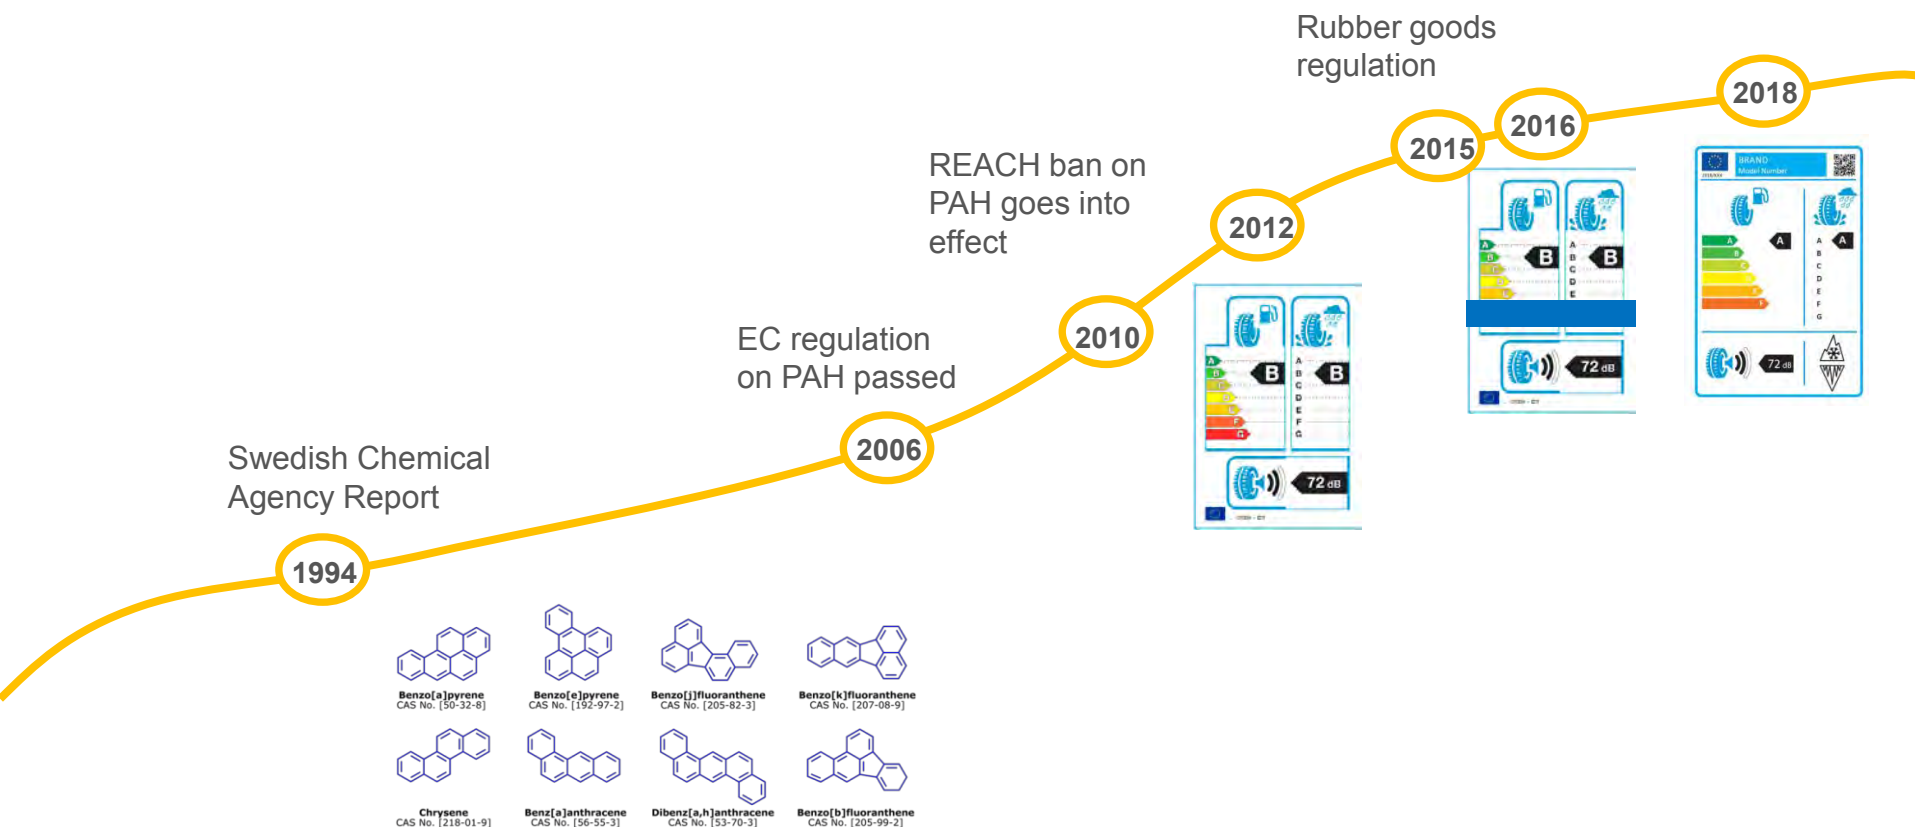 Rubber goods
regulation
2018
2016
2015
REACH ban on
PAH goes into
effect
2012
2010
EC regulation
on PAH passed
2006
Swedish Chemical
Agency Report
1994
BRAND
Model Number
A
B
C
E
F
A
A
B
C
D
E
F
G
A
72 dB
A
B
C
D
B
A
B
C
D
E
B
72 dB
A
B
C
D
E
F
G
B
A
B
C
D
E
F
G
B
72 dB
Benzo[a]pyrene
CAS No. [50-32-8]
Benzo[e]pyrene
CAS No. [192-97-2]
Benzo[j]fluoranthene
CAS No. [205-82-3]
Benzo[k]fluoranthene
CAS No. [207-08-9]
Chrysene
CAS No. [218-01-9]
Benz[a]anthracene
CAS No. [56-55-3]
Dibenz[a,h]anthracene
CAS No. [53-70-3]
Benzo[b]fluoranthene
CAS No. [205-99-2]